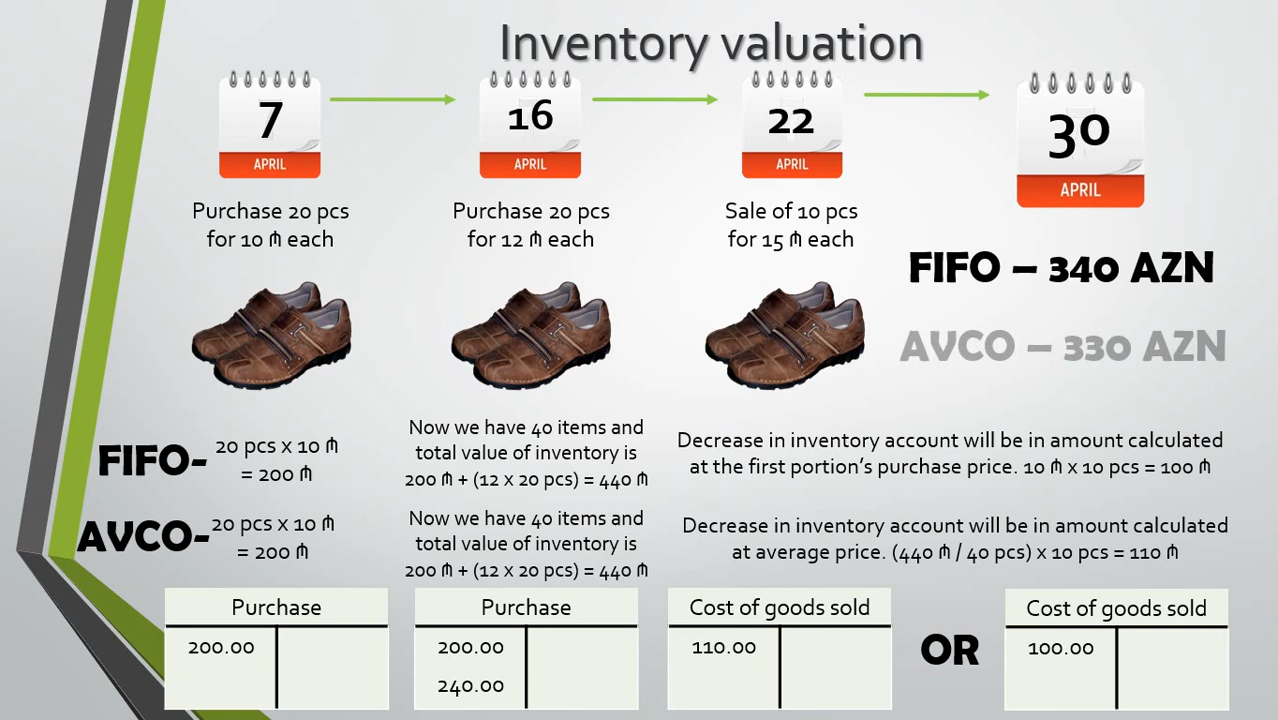 Inventory valuation
7
APRIL
16
APRIL
22
APRIL
30
APRIL
Purchase 20 pcs
for 10 ₼ each
Purchase 20 pcs
for 12 ₼ each
Sale of 10 pcs
for 15 ₼ each
FIFO – 340 AZN
AVCO – 330 AZN
FIFO-
20 pcs x 10 ₼
= 200 ₼
Now we have 40 items and
total value of inventory is
200 ₼ + (12 x 20 pcs) = 440 ₼
Decrease in inventory account will be in amount calculated
at the first portion’s purchase price. 10 ₼ x 10 pcs = 100 ₼
AVCO-
20 pcs x 10 ₼
= 200 ₼
Now we have 40 items and
total value of inventory is
200 ₼ + (12 x 20 pcs) = 440 ₼
Decrease in inventory account will be in amount calculated
at average price. (440 ₼ / 40 pcs) x 10 pcs = 110 ₼
Purchase
200.00
Purchase
200.00
240.00
Cost of goods sold
110.00
OR
Cost of goods sold
100.00